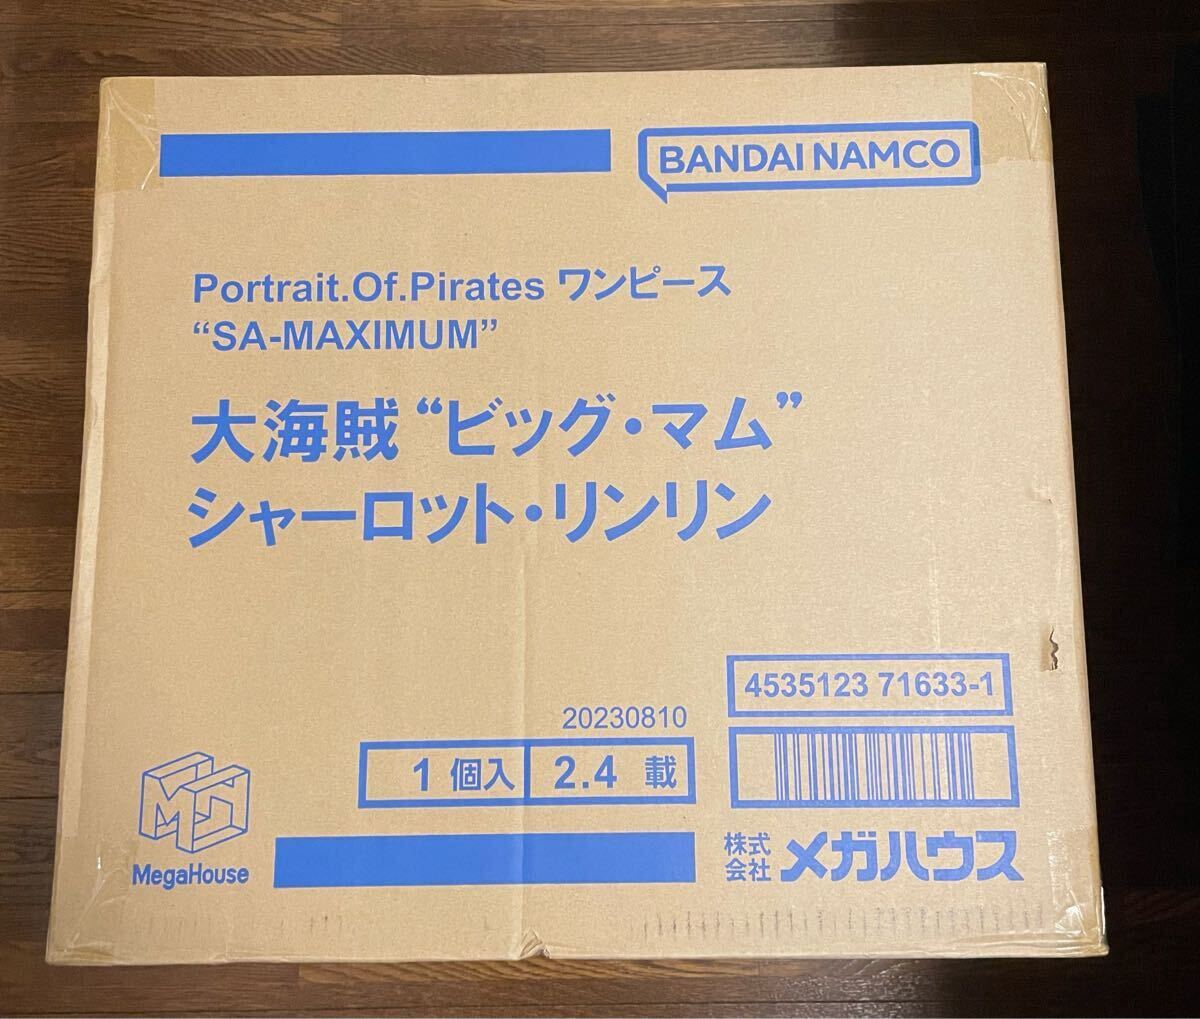 BANDAI NAMCO
Portrait.Of.Pirates ワンピース
“SA-MAXIMUM”
大海賊“ビッグ・マム”
シャーロット・リンリン
4535123 71633-1
20230810
1 個入 2.4 載
MegaHouse
株式会社 メガハウス